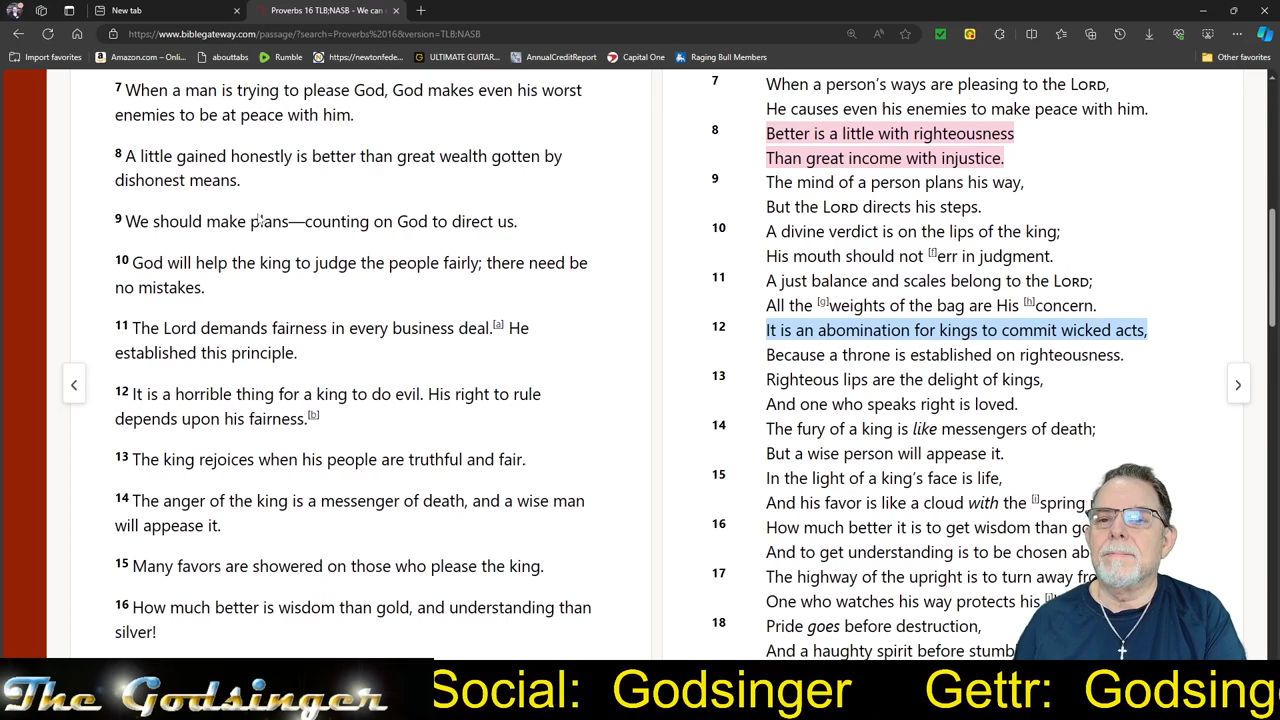 New tab
Proverbs 16 TLB;NASB - We can
https://www.biblegateway.com/passage/?search=Proverbs%2016&version=TLB;NASB
Import favorites
Amazon.com – Onli...
abouttabs
Rumble
https://newtonfede...
ULTIMATE GUITAR...
AnnualCreditReport
Capital One
Raging Bull Members
Other favorites
7 When a man is trying to please God, God makes even his worst
enemies to be at peace with him.
8 A little gained honestly is better than great wealth gotten by
dishonest means.
9 We should make plans—counting on God to direct us.
10 God will help the king to judge the people fairly; there need be
no mistakes.
11 The Lord demands fairness in every business deal.[a] He
established this principle.
12 It is a horrible thing for a king to do evil. His right to rule
depends upon his fairness.[b]
13 The king rejoices when his people are truthful and fair.
14 The anger of the king is a messenger of death, and a wise man
will appease it.
15 Many favors are showered on those who please the king.
16 How much better is wisdom than gold, and understanding than
silver!
7 When a person's ways are pleasing to the LORD,
He causes even his enemies to make peace with him.
8 Better is a little with righteousness
Than great income with injustice.
9 The mind of a person plans his way,
But the LORD directs his steps.
10 A divine verdict is on the lips of the king;
His mouth should not [f]err in judgment.
11 A just balance and scales belong to the LORD;
All the [g]weights of the bag are His [h]concern.
12 It is an abomination for kings to commit wicked acts,
Because a throne is established on righteousness.
13 Righteous lips are the delight of kings,
And one who speaks right is loved.
14 The fury of a king is like messengers of death;
But a wise person will appease it.
15 In the light of a king's face is life,
And his favor is like a cloud with the [i]spring
16 How much better it is to get wisdom than go
And to get understanding is to be chosen ab
17 The highway of the upright is to turn away fro
One who watches his way protects his
18 Pride goes before destruction,
And a haughty spirit before stumb
The Godsinger
Social: Godsinger Gettr: Godsing